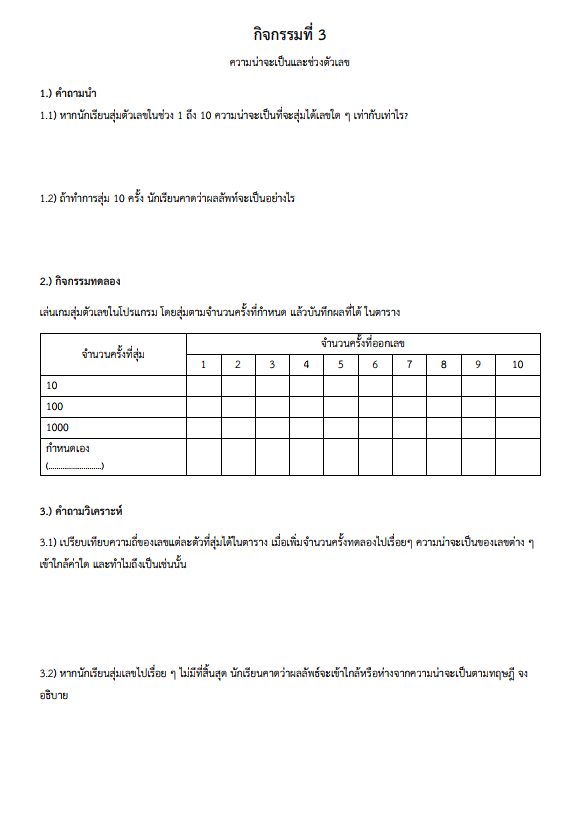 กิจกรรมที่ 3
ความน่าจะเป็นและช่วงตัวเลข
1.) คำถามนำ
1.1) หากนักเรียนสุ่มตัวเลขในช่วง 1 ถึง 10 ความน่าจะเป็นที่จะสุ่มได้เลขใด ๆ เท่ากับเท่าไร?
1.2) ถ้าทำการสุ่ม 10 ครั้ง นักเรียนคาดว่าผลลัพท์จะเป็นอย่างไร
2.) กิจกรรมทดลอง
เล่นเกมสุ่มตัวเลขในโปรแกรม โดยสุ่มตามจำนวนครั้งที่กำหนด แล้วบันทึกผลที่ได้ ในตาราง
จำนวนครั้งที่สุ่ม
จำนวนครั้งที่ออกเลข
1 2 3 4 5 6 7 8 9 10
10
100
1000
กำหนดเอง
(.........................)
3.) คำถามวิเคราะห์
3.1) เปรียบเทียบความถี่ของเลขแต่ละตัวที่สุ่มได้ในตาราง เมื่อเพิ่มจำนวนครั้งทดลองไปเรื่อยๆ ความน่าจะเป็นของเลขต่าง ๆ
เข้าใกล้ค่าใด และทำไมถึงเป็นเช่นนั้น
3.2) หากนักเรียนสุ่มเลขไปเรื่อย ๆ ไม่มีที่สิ้นสุด นักเรียนคาดว่าผลลัพธ์จะเข้าใกล้หรือห่างจากความน่าจะเป็นตามทฤษฎี จง
อธิบาย